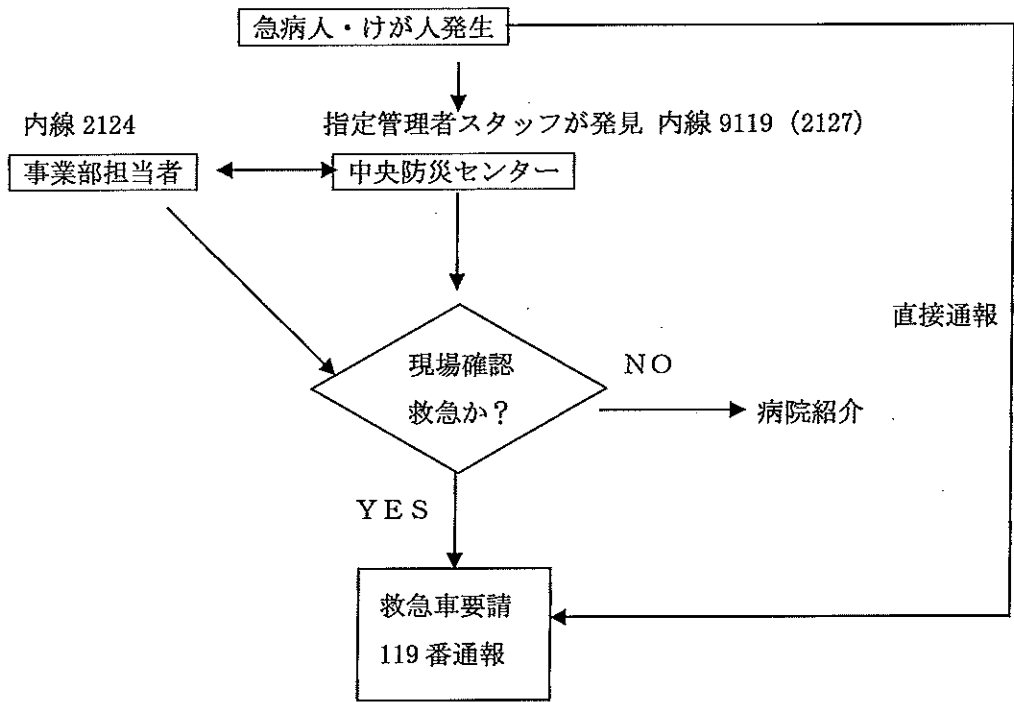 急病人・けが人発生
内線 2124
指定管理者スタッフが発見 内線 9119（2127）
事業部担当者
中央防災センター
直接通報
現場確認
救急か？
ＮＯ
病院紹介
ＹＥＳ
救急車要請
119 番通報